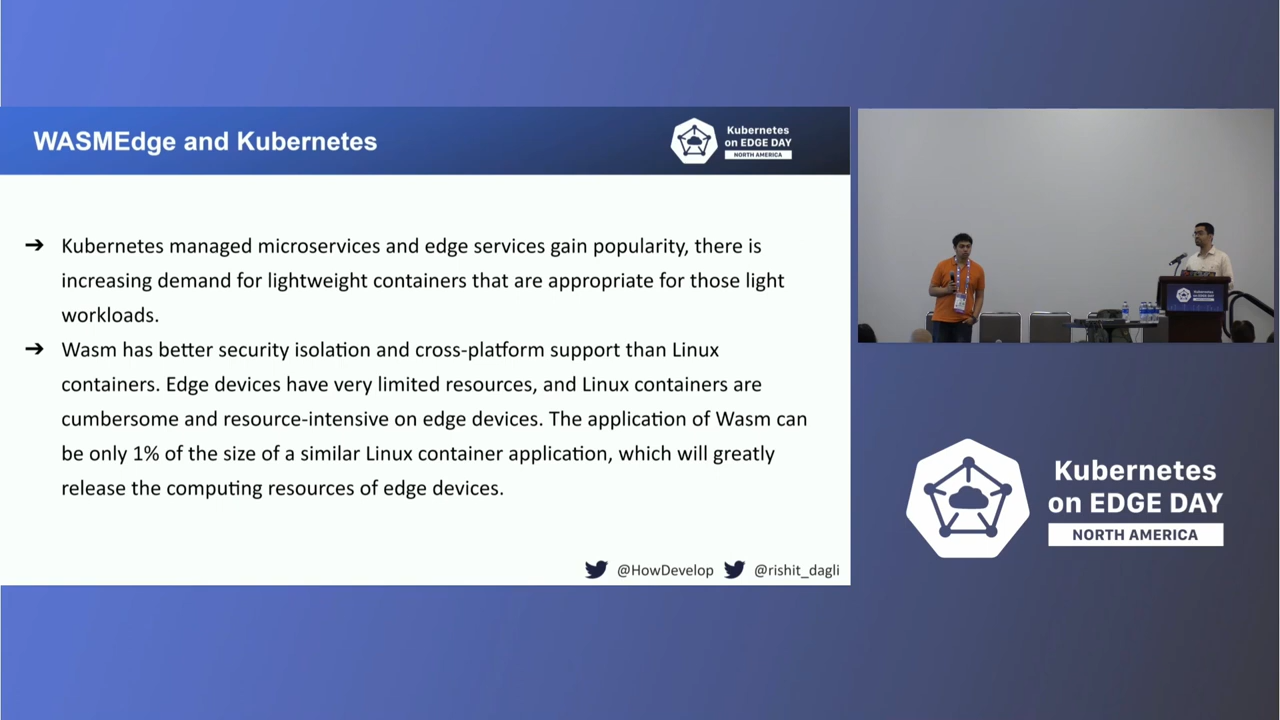 WASMEdge and Kubernetes
Kubernetes
on EDGE DAY
NORTH AMERICA
➔ Kubernetes managed microservices and edge services gain popularity, there is
increasing demand for lightweight containers that are appropriate for those light
workloads.
➔ Wasm has better security isolation and cross-platform support than Linux
containers. Edge devices have very limited resources, and Linux containers are
cumbersome and resource-intensive on edge devices. The application of Wasm can
be only 1% of the size of a similar Linux container application, which will greatly
release the computing resources of edge devices.
@HowDevelop @rishit_dagli
Kubernetes
on EDGE DAY
Kubernetes
on EDGE DAY
NORTH AMERICA